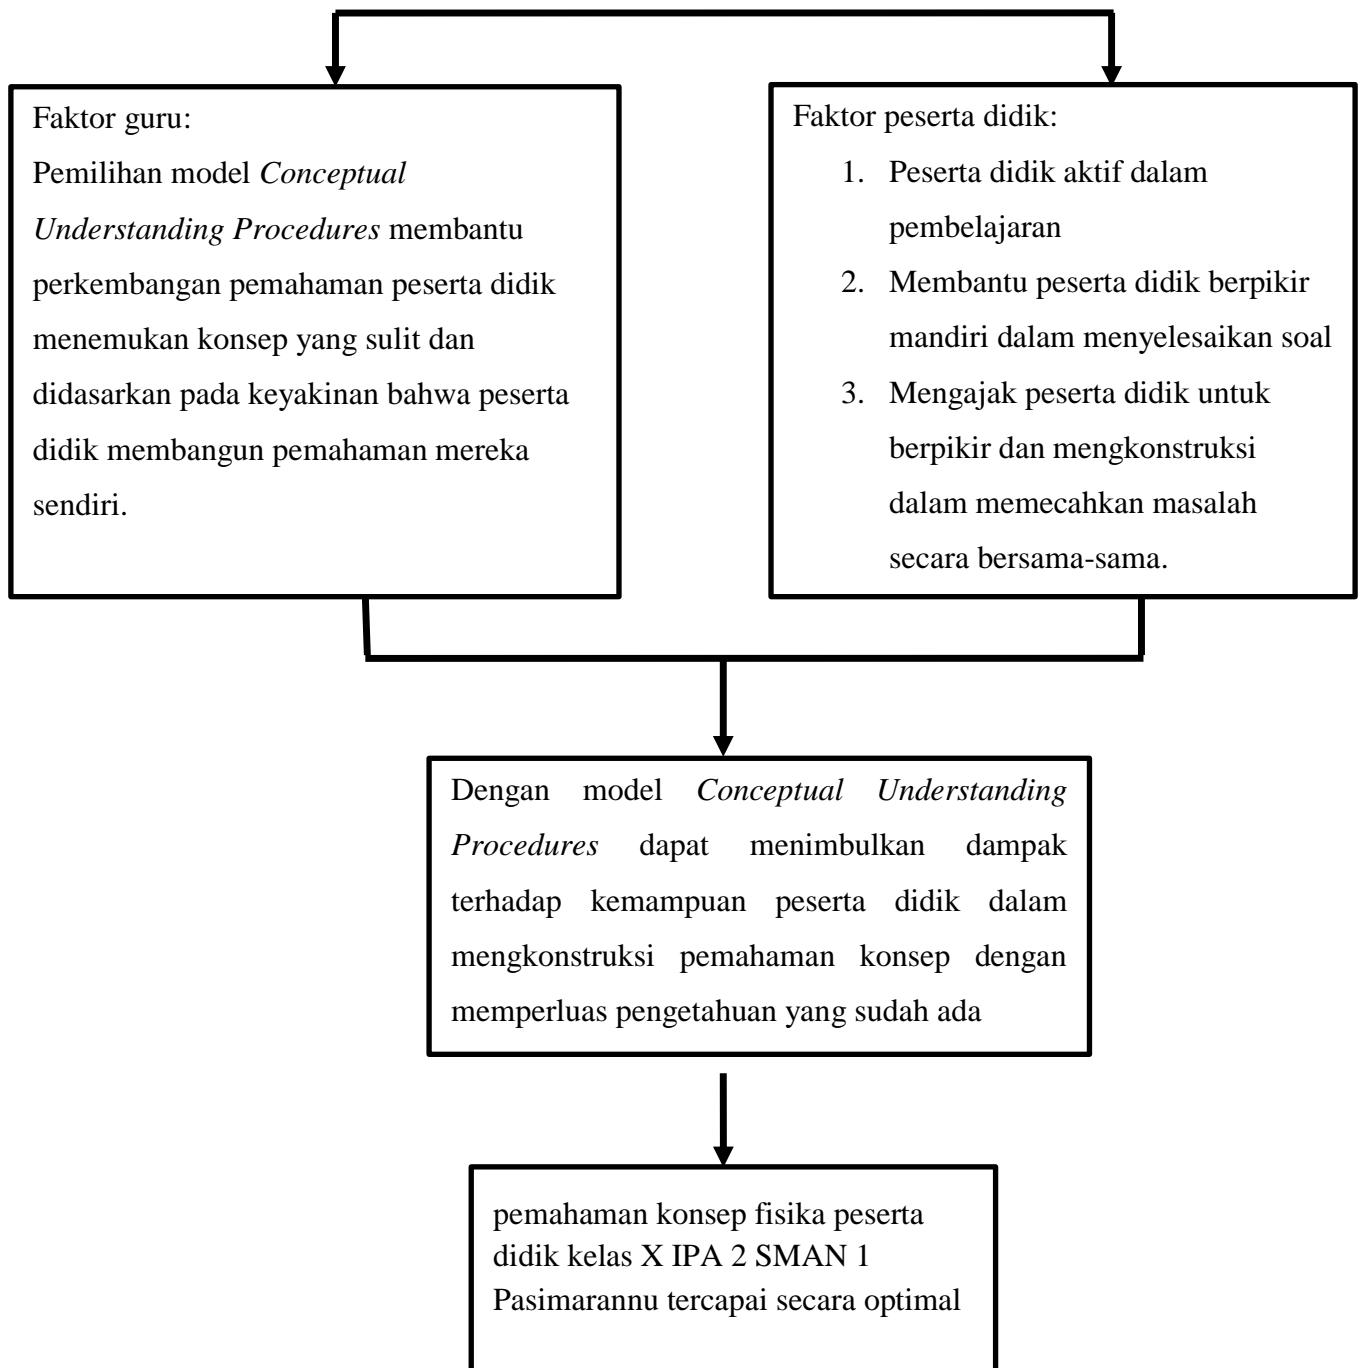 Faktor guru:
Pemilihan model Conceptual
Understanding Procedures membantu
perkembangan pemahaman peserta didik
menemukan konsep yang sulit dan
didasarkan pada keyakinan bahwa peserta
didik membangun pemahaman mereka
sendiri.
Faktor peserta didik:
1. Peserta didik aktif dalam
pembelajaran
2. Membantu peserta didik berpikir
mandiri dalam menyelesaikan soal
3. Mengajak peserta didik untuk
berpikir dan mengkonstruksi
dalam memecahkan masalah
secara bersama-sama.
Dengan model Conceptual Understanding
Procedures dapat menimbulkan dampak
terhadap kemampuan peserta didik dalam
mengkonstruksi pemahaman konsep dengan
memperluas pengetahuan yang sudah ada
pemahaman konsep fisika peserta
didik kelas X IPA 2 SMAN 1
Pasimarannu tercapai secara optimal